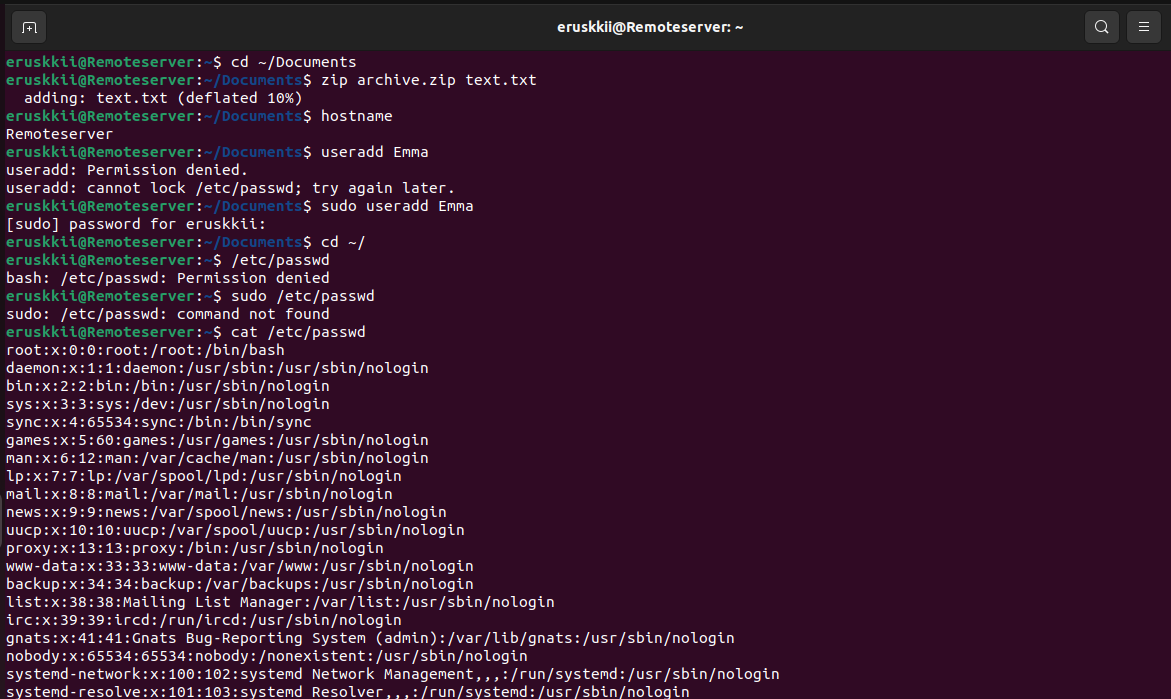 eruskkii@Remoteserver: ~
eruskkii@Remoteserver:~$ cd ~/Documents
eruskkii@Remoteserver:~/Documents$ zip archive.zip text.txt
  adding: text.txt (deflated 10%)
eruskkii@Remoteserver:~/Documents$ hostname
Remoteserver
eruskkii@Remoteserver:~/Documents$ useradd Emma
useradd: Permission denied.
useradd: cannot lock /etc/passwd; try again later.
eruskkii@Remoteserver:~/Documents$ sudo useradd Emma
[sudo] password for eruskkii:
eruskkii@Remoteserver:~/Documents$ cd ~/
eruskkii@Remoteserver:~$ /etc/passwd
bash: /etc/passwd: Permission denied
eruskkii@Remoteserver:~$ sudo /etc/passwd
sudo: /etc/passwd: command not found
eruskkii@Remoteserver:~$ cat /etc/passwd
root:x:0:0:root:/root:/bin/bash
daemon:x:1:1:daemon:/usr/sbin:/usr/sbin/nologin
bin:x:2:2:bin:/bin:/usr/sbin/nologin
sys:x:3:3:sys:/dev:/usr/sbin/nologin
sync:x:4:65534:sync:/bin:/bin/sync
games:x:5:60:games:/usr/games:/usr/sbin/nologin
man:x:6:12:man:/var/cache/man:/usr/sbin/nologin
lp:x:7:7:lp:/var/spool/lpd:/usr/sbin/nologin
mail:x:8:8:mail:/var/mail:/usr/sbin/nologin
news:x:9:9:news:/var/spool/news:/usr/sbin/nologin
uucp:x:10:10:uucp:/var/spool/uucp:/usr/sbin/nologin
proxy:x:13:13:proxy:/bin:/usr/sbin/nologin
www-data:x:33:33:www-data:/var/www:/usr/sbin/nologin
backup:x:34:34:backup:/var/backups:/usr/sbin/nologin
list:x:38:38:Mailing List Manager:/var/list:/usr/sbin/nologin
irc:x:39:39:ircd:/run/ircd:/usr/sbin/nologin
gnats:x:41:41:Gnats Bug-Reporting System (admin):/var/lib/gnats:/usr/sbin/nologin
nobody:x:65534:65534:nobody:/nonexistent:/usr/sbin/nologin
systemd-network:x:100:102:systemd Network Management,,,:/run/systemd:/usr/sbin/nologin
systemd-resolve:x:101:103:systemd Resolver,,,:/run/systemd:/usr/sbin/nologin